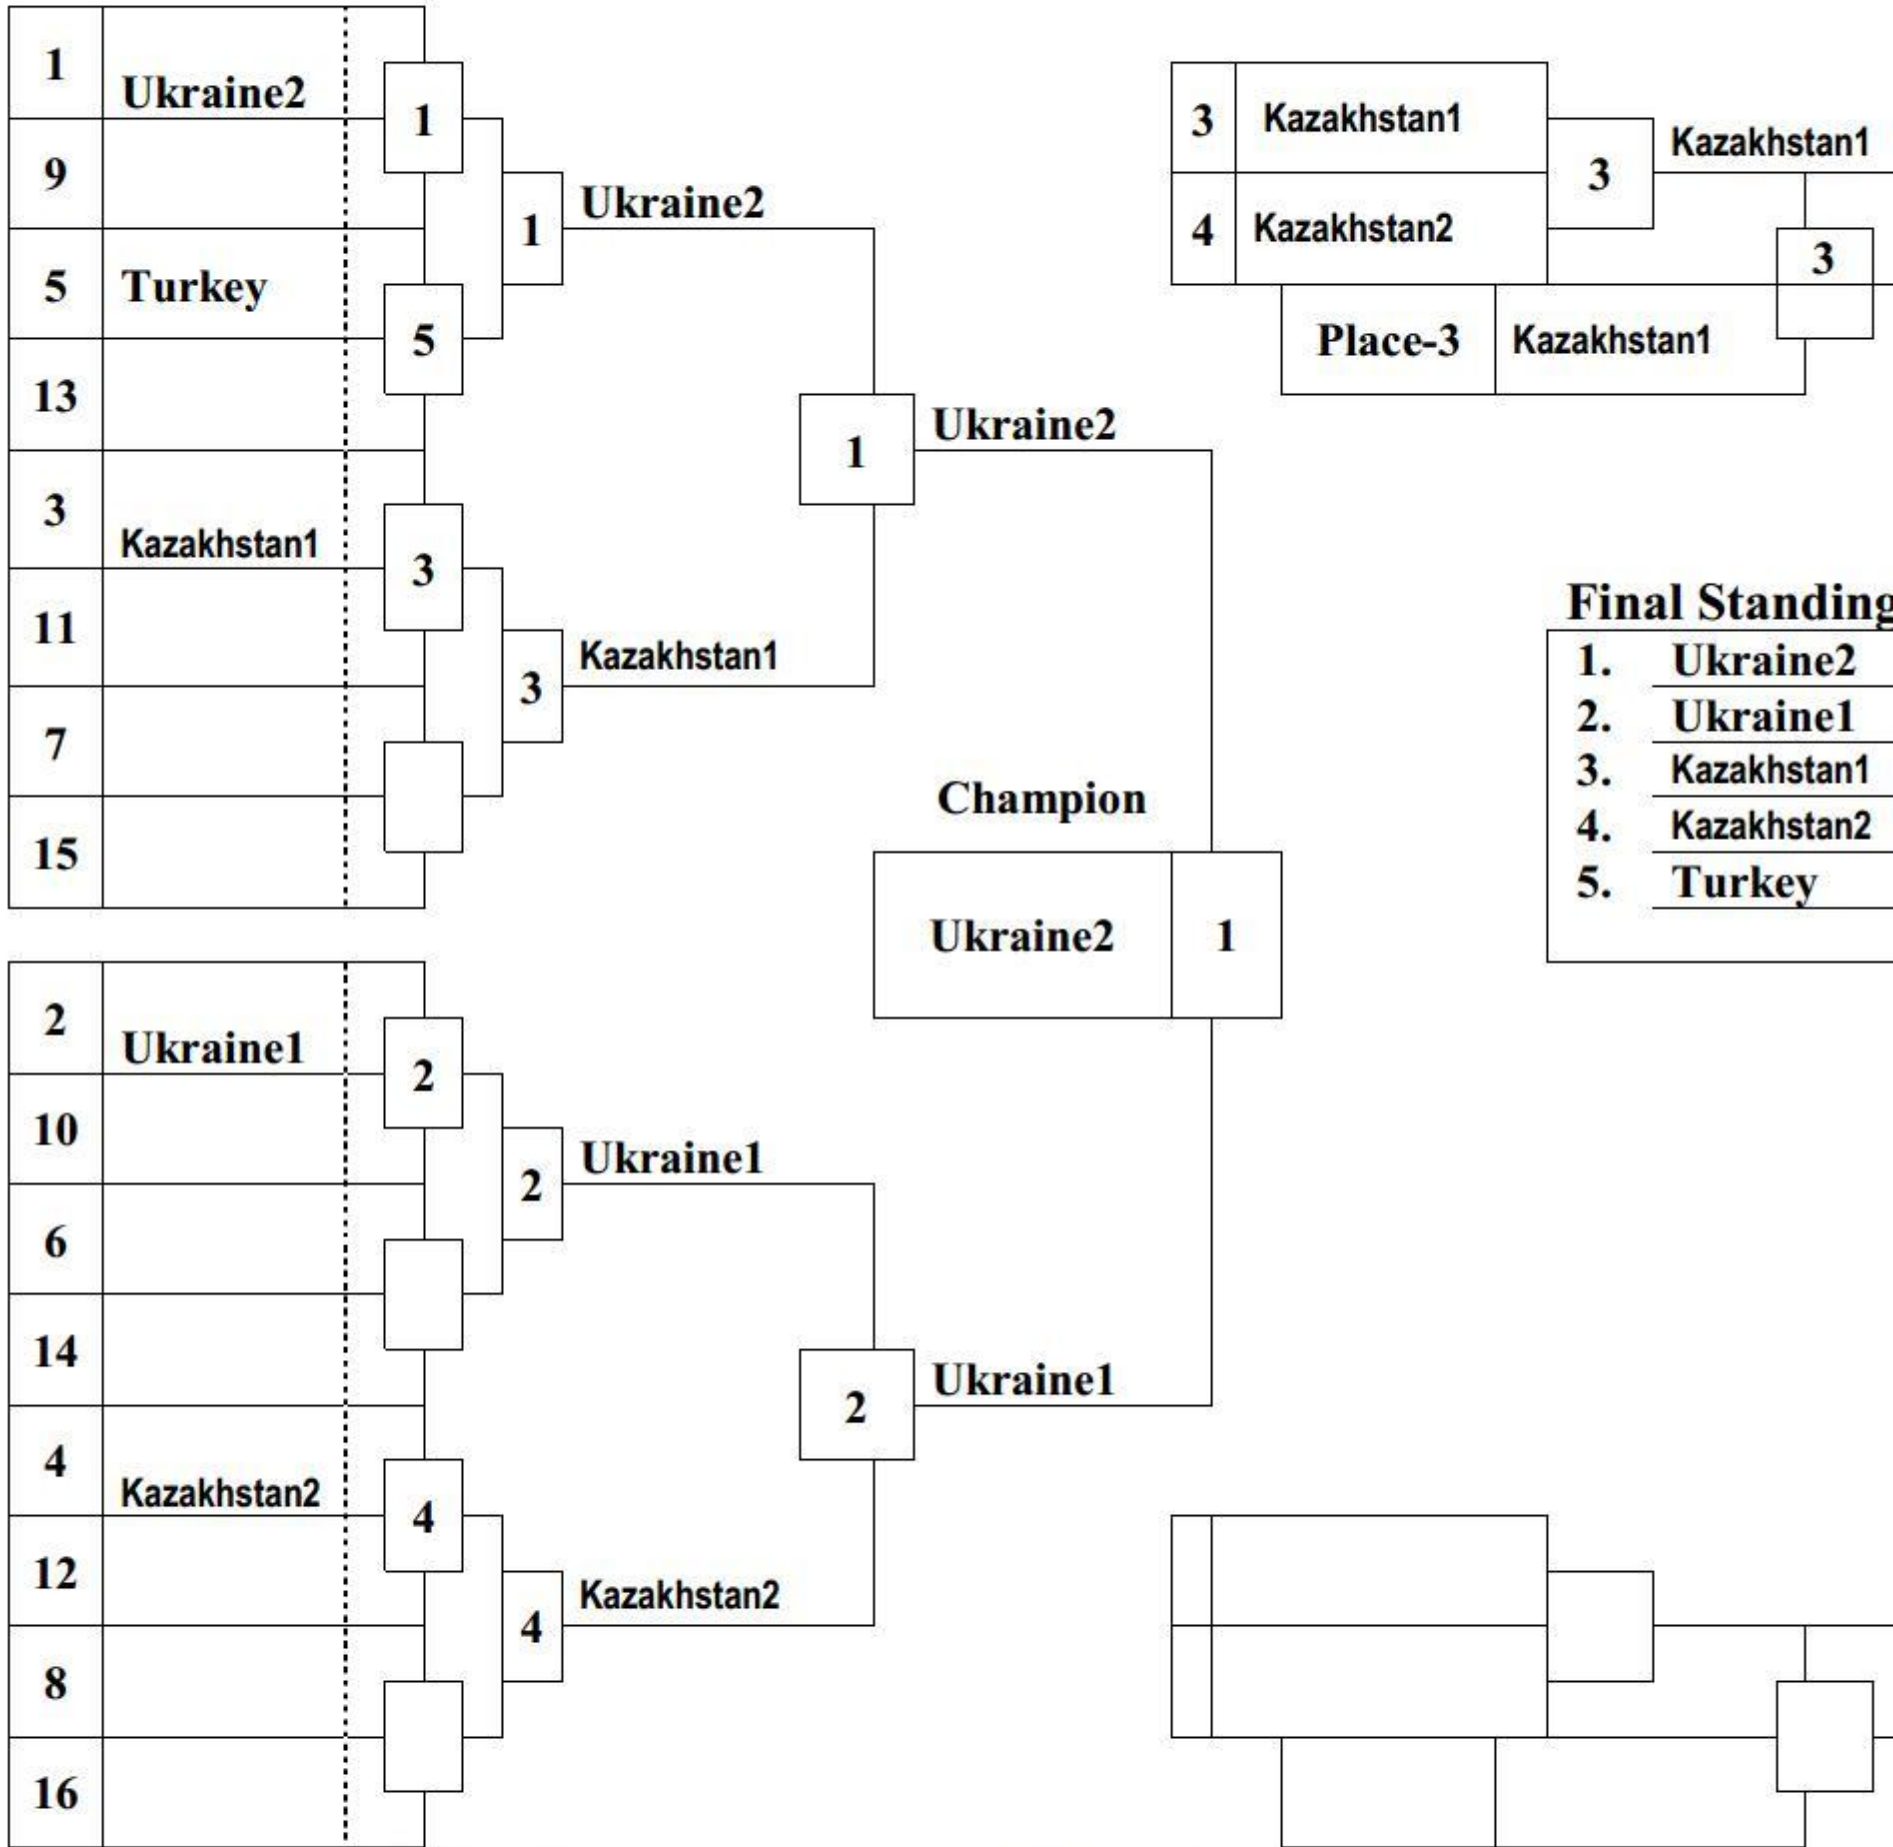 1 Ukraine2
1
9
1 Ukraine2
5 Turkey
5
13
1 Ukraine2
3 Kazakhstan1
3
11
3 Kazakhstan1
7
15
2 Ukraine1
2
10
2 Ukraine1
6
14
2 Ukraine1
4 Kazakhstan2
4
12
4 Kazakhstan2
8
16
Champion
Ukraine2 1
3 Kazakhstan1
3 Kazakhstan1
4 Kazakhstan2
3
Place-3 Kazakhstan1
Final Standing
1. Ukraine2
2. Ukraine1
3. Kazakhstan1
4. Kazakhstan2
5. Turkey